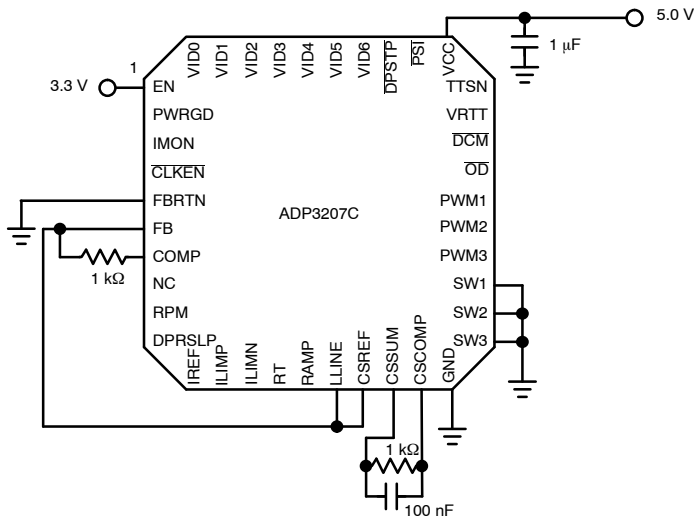 5.0 V
1 μF
3.3 V
1
VID0
VID1
VID2
VID3
VID4
VID5
VID6
DPSTP
PSI
VCC
EN
PWRGD
IMON
CLKEN
FBRTN
FB
COMP
NC
RPM
DPRSLP
1 kΩ
ADP3207C
TTSN
VRTT
DCM
OD
PWM1
PWM2
PWM3
SW1
SW2
SW3
IREF
ILIMP
ILIMN
RT
RAMP
LLINE
CSREF
CSSUM
CSCOMP
GND
1 kΩ
100 nF